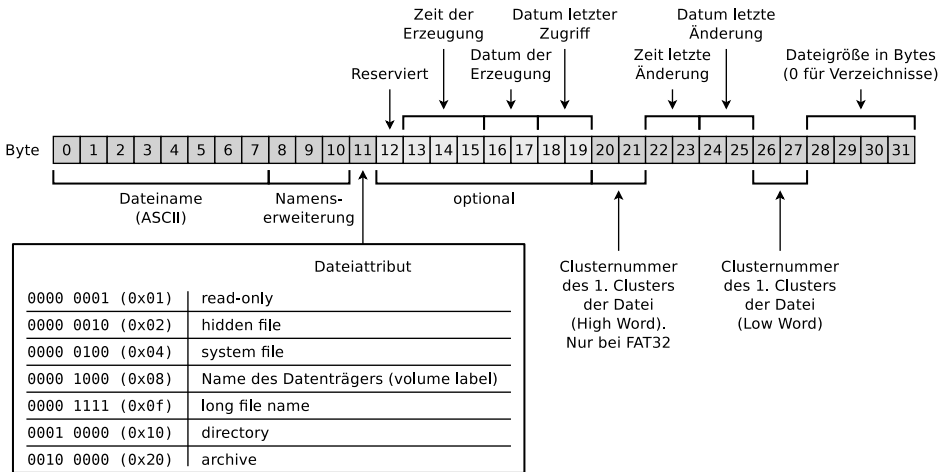 Zeit der
Erzeugung
Datum letzter
Zugriff
Datum letzte
Änderung
Reserviert
Datum der
Erzeugung
Zeit letzte
Änderung
Dateigröße in Bytes
(0 für Verzeichnisse)
Byte 0 1 2 3 4 5 6 7 8 9 10 11 12 13 14 15 16 17 18 19 20 21 22 23 24 25 26 27 28 29 30 31
Dateiname
(ASCII)
Namens-
erweiterung
optional
Clusternummer
des 1. Clusters
der Datei
(High Word).
Nur bei FAT32
Clusternummer
des 1. Clusters
der Datei
(Low Word)
Dateiattribut
0000 0001 (0x01) read-only
0000 0010 (0x02) hidden file
0000 0100 (0x04) system file
0000 1000 (0x08) Name des Datenträgers (volume label)
0000 1111 (0x0f) long file name
0001 0000 (0x10) directory
0010 0000 (0x20) archive